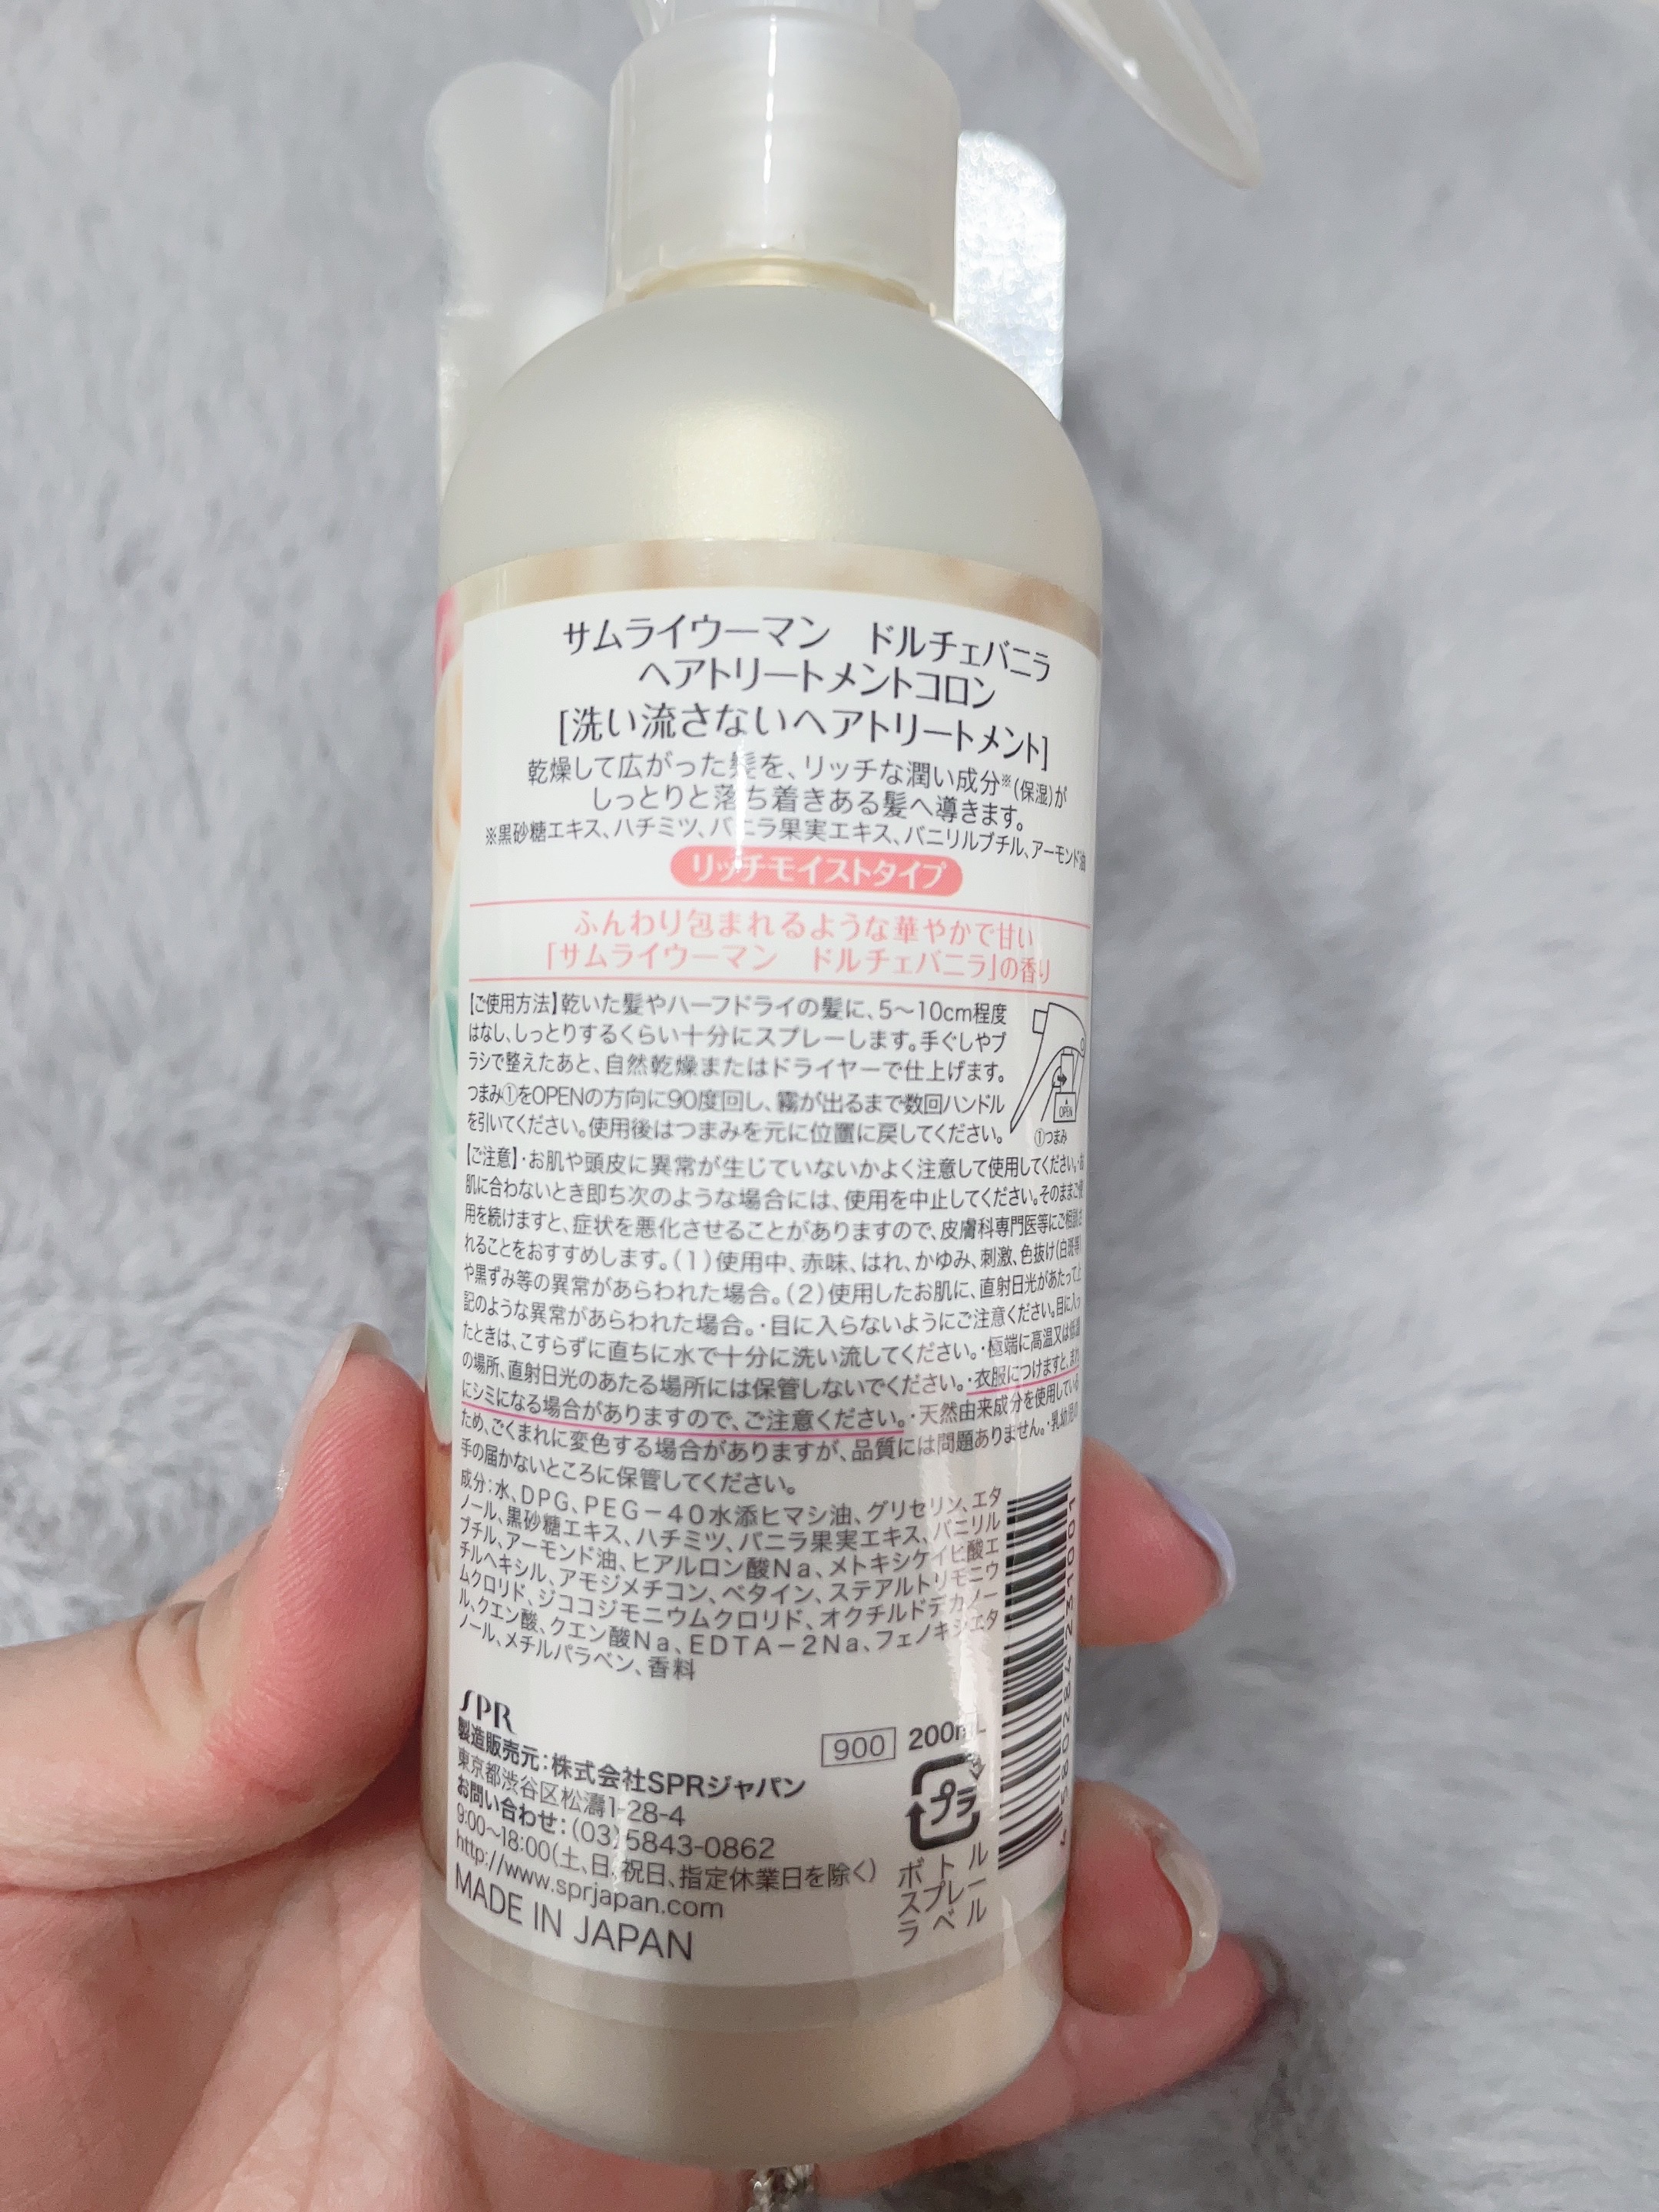 サムライウーマン ドルチェバニラ
ヘアトリートメントコロン
[洗い流さないヘアトリートメント]
乾燥して広がった髪を、リッチな潤い成分※(保湿)が
しっとりと落ち着きある髪へ導きます。
※黒砂糖エキス、ハチミツ、バニラ果実エキス、バニリルブチル、アーモンド油
リッチモイストタイプ
ふんわり包まれるような華やかで甘い
「サムライウーマン ドルチェバニラ」の香り
【ご使用方法】乾いた髪やハーフドライの髪に、5〜10cm程度
はなし、しっとりするくらい十分にスプレーします。手ぐしやブ
ラシで整えたあと、自然乾燥またはドライヤーで仕上げます。
つまみ①をOPENの方向に90度回し、霧が出るまで数回ハンドル
を引いてください。使用後はつまみを元に位置に戻してください。
OPEN
①つまみ
【ご注意】・お肌や頭皮に異常が生じていないかよく注意して使用してください。・お
肌に合わないとき即ち次のような場合には、使用を中止してください。そのままご使
用を続けますと、症状を悪化させることがありますので、皮膚科専門医等にご相談さ
れることをおすすめします。(1)使用中、赤味、はれ、かゆみ、刺激、色抜け(白斑等)
や黒ずみ等の異常があらわれた場合。(2)使用したお肌に、直射日光があたって上
記のような異常があらわれた場合。・目に入らないようにご注意ください。目に入っ
たときは、こすらずに直ちに水で十分に洗い流してください。・極端に高温又は低温
の場所、直射日光のあたる場所には保管しないでください。・衣服につけますと、まれ
にシミになる場合がありますので、ご注意ください。・天然由来成分を使用している
ため、ごくまれに変色する場合がありますが、品質には問題ありません。・乳幼児の
手の届かないところに保管してください。
成分:水、DPG、PEG-40水添ヒマシ油、グリセリン、エタ
ノール、黒砂糖エキス、ハチミツ、バニラ果実エキス、バニリル
ブチル、アーモンド油、ヒアルロン酸Na、メトキシケイヒ酸エ
チルヘキシル、アモジメチコン、ベタイン、ステアルトリモニウ
ムクロリド、ジココジモニウムクロリド、オクチルドデカノー
ル、クエン酸、クエン酸Na、EDTA-2Na、フェノキシエタ
ノール、メチルパラベン、香料
SPR
製造販売元:株式会社SPRジャパン
東京都渋谷区松濤1-28-4
お問い合わせ:(03)5843-0862
9:00〜18:00(土、日、祝日、指定休業日を除く)
http://www.sprjapan.com
MADE IN JAPAN
900 200mL
プラ
ボトル
スプレー
ラベル